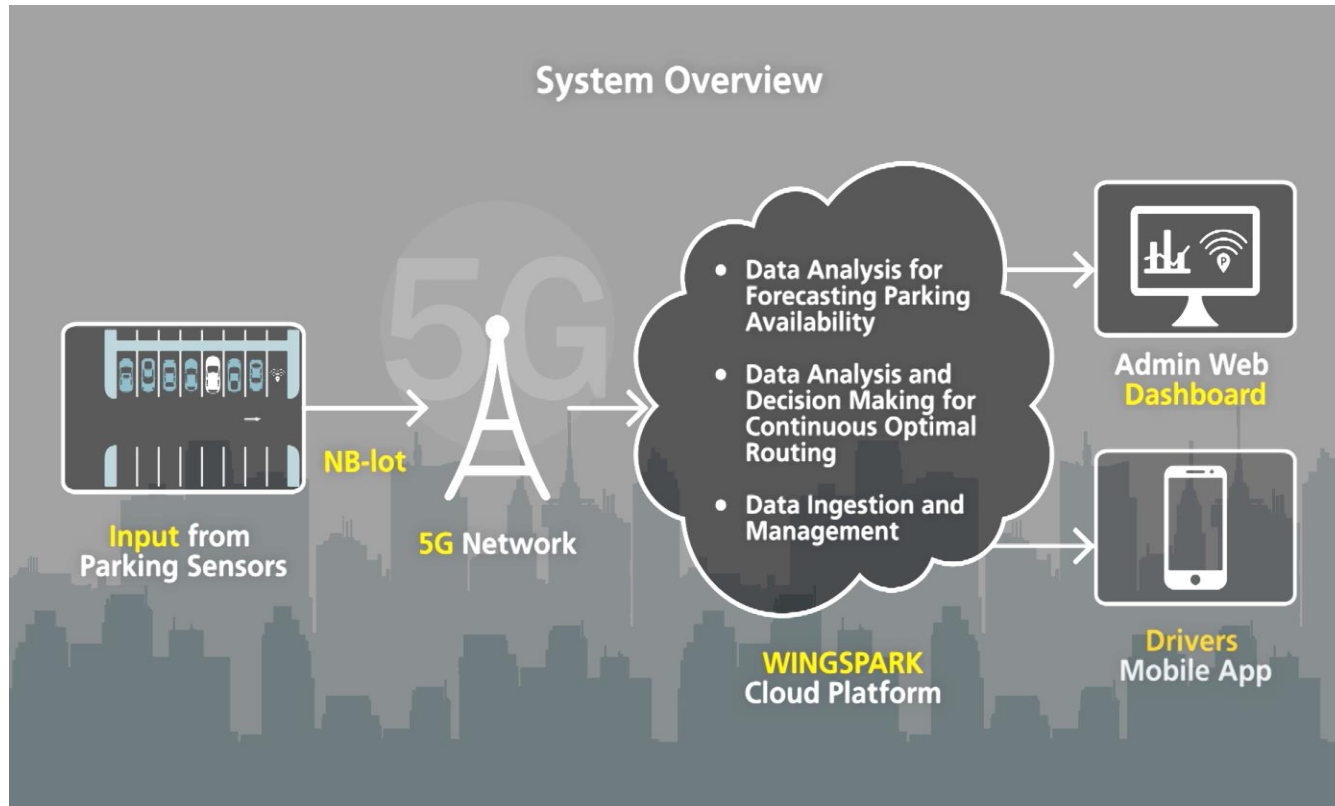 System Overview
5G
NB-lot
Input from
Parking Sensors
5G Network
• Data Analysis for
Forecasting Parking
Availability
• Data Analysis and
Decision Making for
Continuous Optimal
Routing
• Data Ingestion and
Management
WINGSPARK
Cloud Platform
P
Admin Web
Dashboard
Drivers
Mobile App